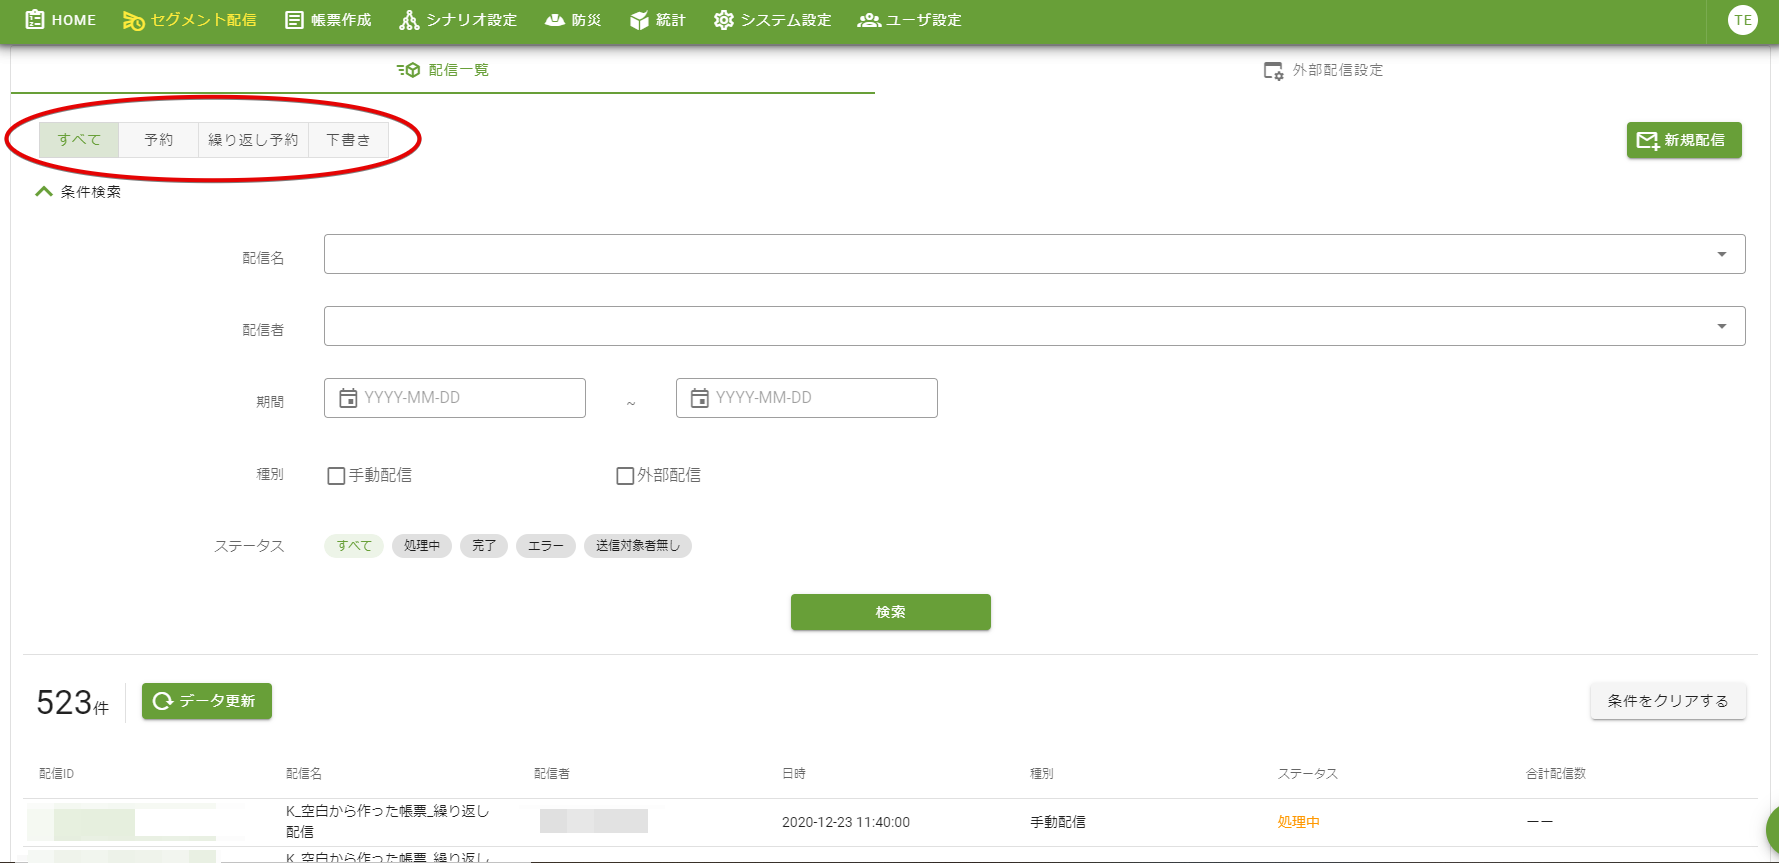 HOME セグメント配信 帳票作成 シナリオ設定 防災 統計 システム設定 ユーザ設定 TE
配信一覧 外部配信設定
すべて 予約 繰り返し予約 下書き 新規配信
条件検索
配信名
配信者
期間 YYYY-MM-DD ~ YYYY-MM-DD
種別 手動配信 外部配信
ステータス すべて 処理中 完了 エラー 送信対象者無し
検索
523件 データ更新 条件をクリアする
配信ID 配信名 配信者 日時 種別 ステータス 合計配信数
K_空白から作った帳票_繰り返し
配信 2020-12-23 11:40:00 手動配信 処理中 ーー
K_空白から作った帳票_繰り返し